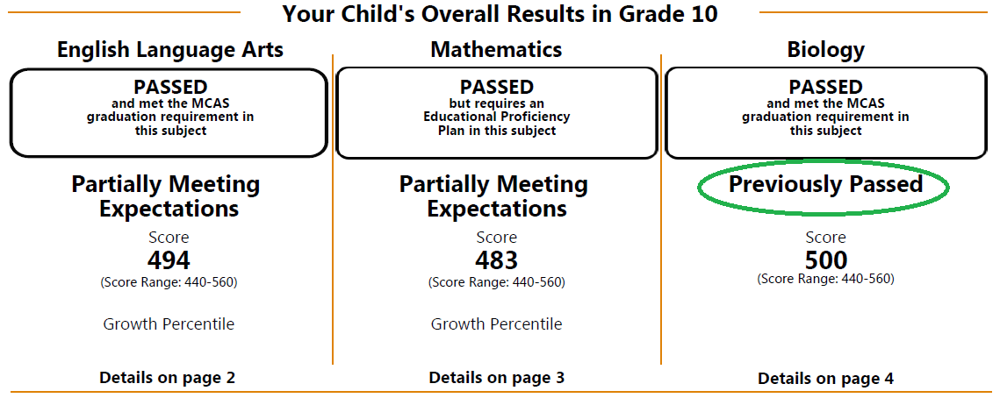 Your Child's Overall Results in Grade 10
English Language Arts
PASSED
and met the MCAS
graduation requirement in
this subject
Partially Meeting
Expectations
Score
494
(Score Range: 440-560)
Growth Percentile
Details on page 2
Mathematics
PASSED
but requires an
Educational Proficiency
Plan in this subject
Partially Meeting
Expectations
Score
483
(Score Range: 440-560)
Growth Percentile
Details on page 3
Biology
PASSED
and met the MCAS
graduation requirement in
this subject
Previously Passed
Score
500
(Score Range: 440-560)
Details on page 4